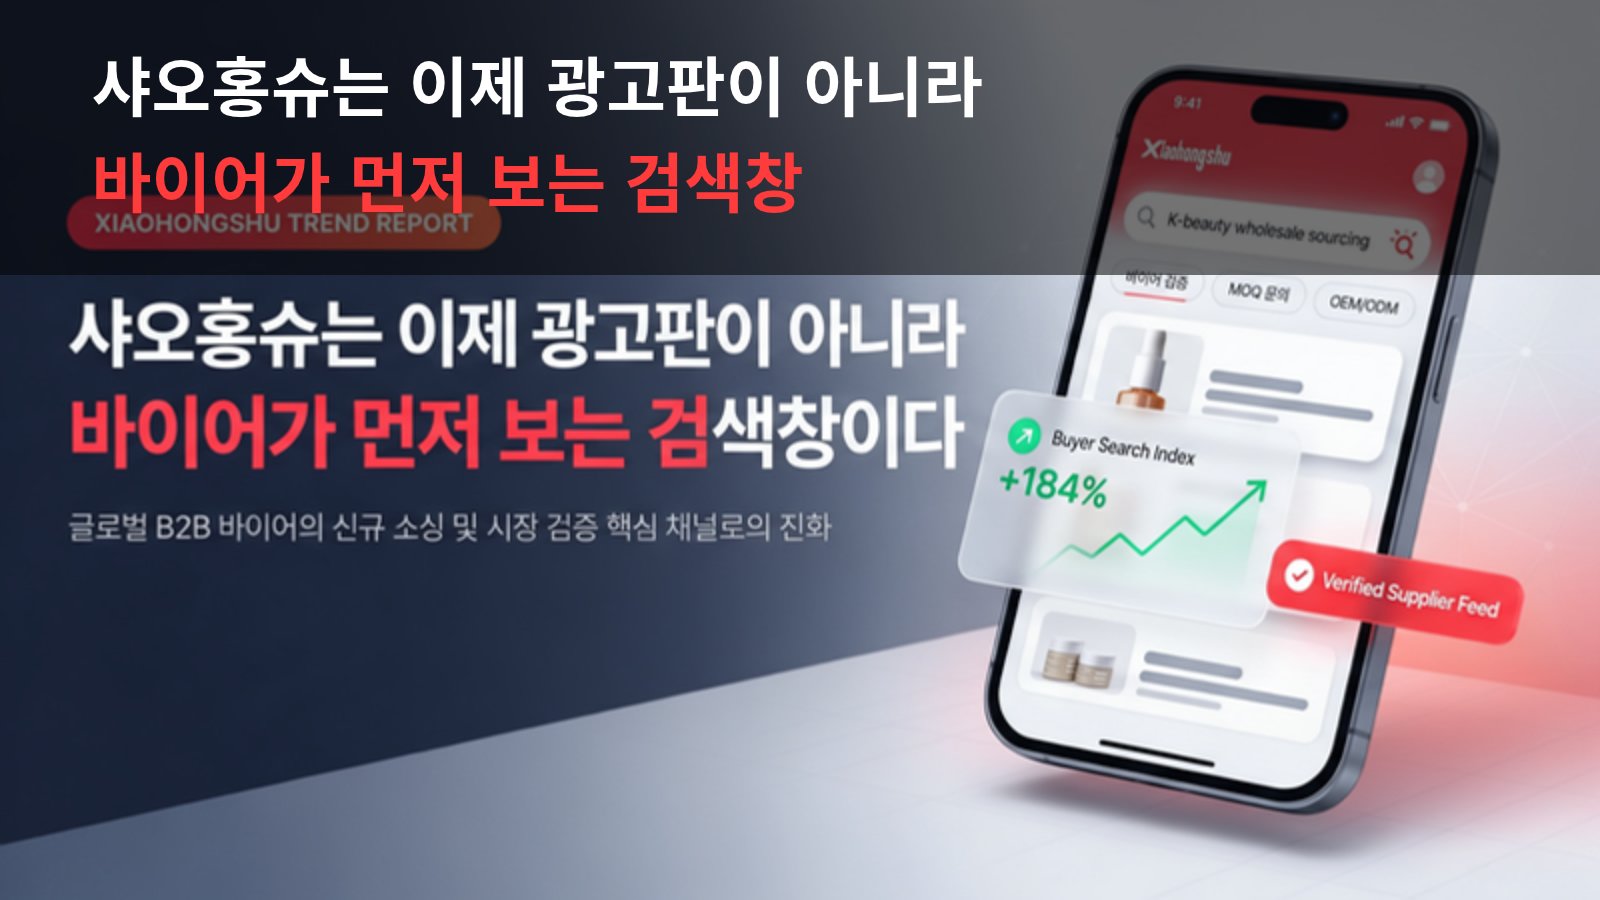 샤오홍슈는 이제 광고판이 아니라
바이어가 먼저 보는 검색창
XIAOHONGSHU TREND REPORT
샤오홍슈는 이제 광고판이 아니라
바이어가 먼저 보는 검색창이다
글로벌 B2B 바이어의 신규 소싱 및 시장 검증 핵심 채널로의 진화
9:41
Xiaohongshu
K-beauty wholesale sourcing
바이어 검증 MOQ 문의 OEM/ODM
Buyer Search Index
+184%
Verified Supplier Feed